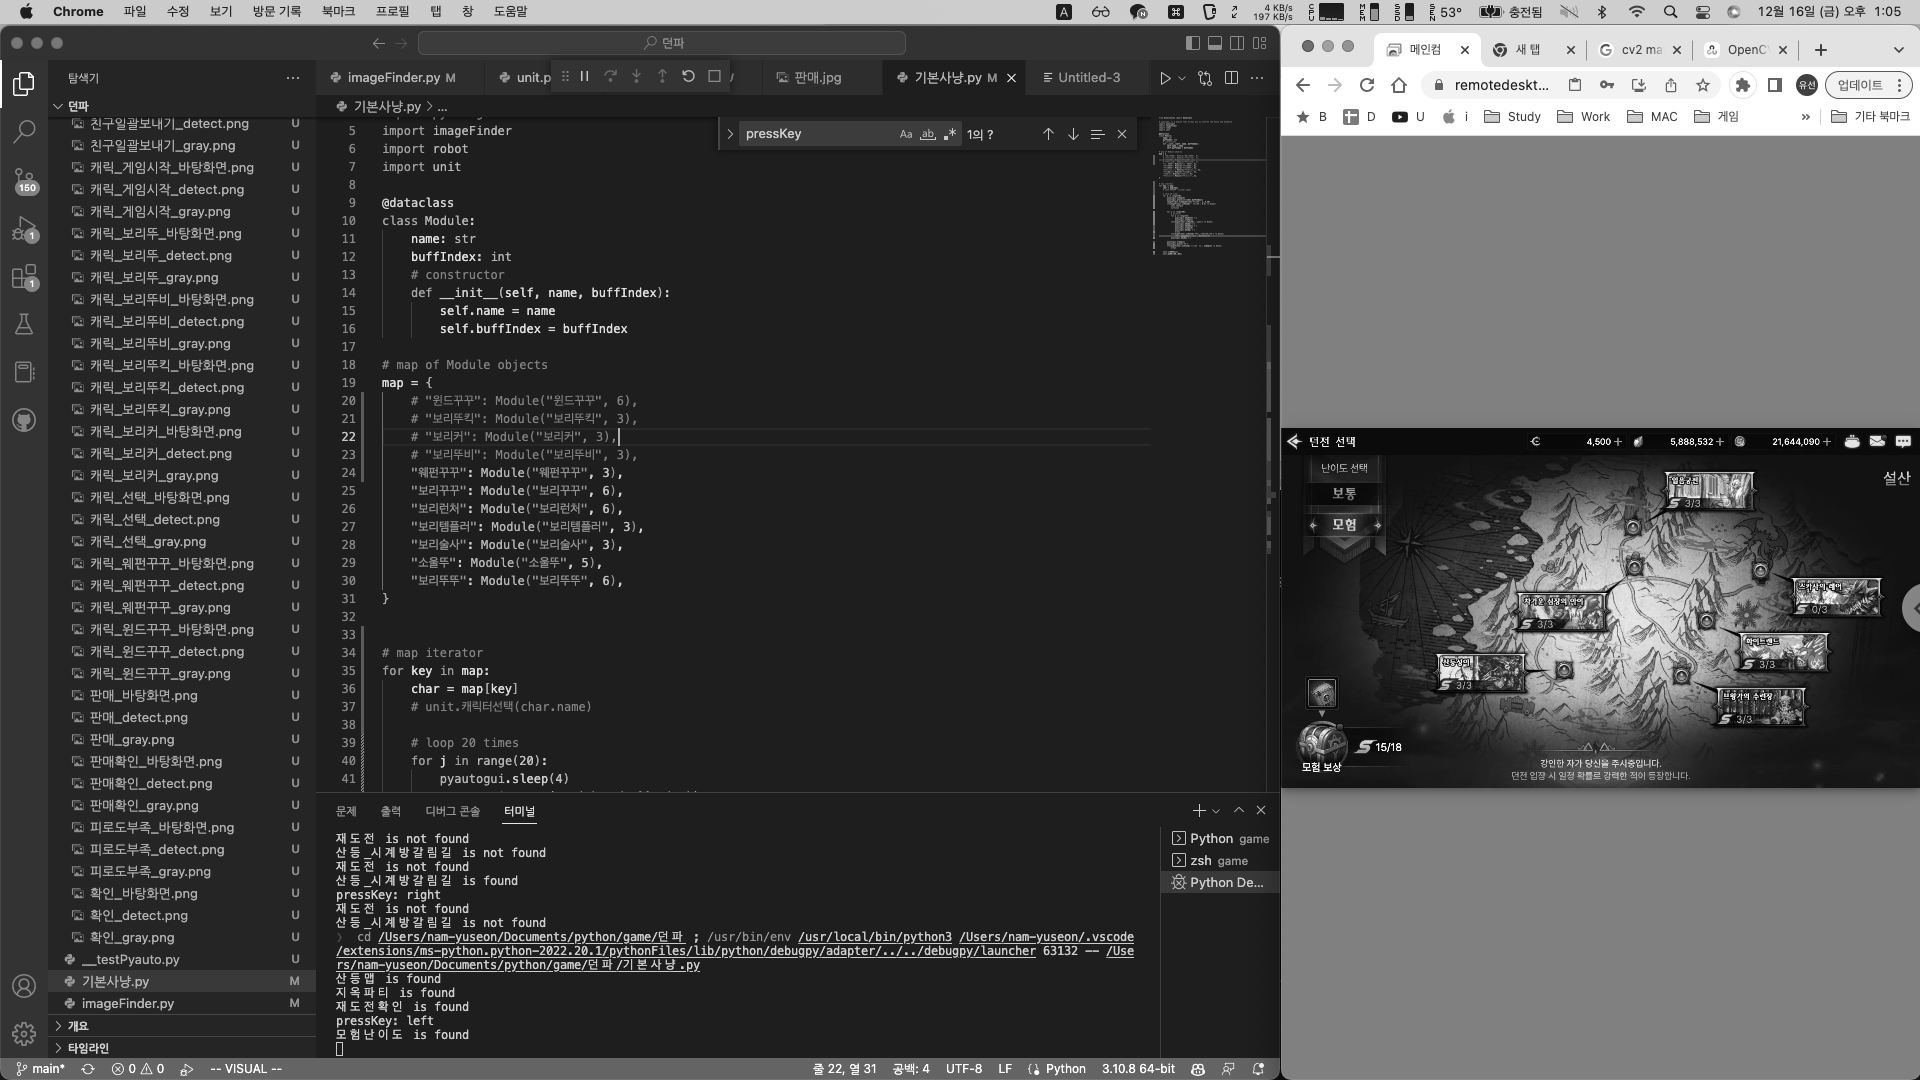 Chrome 파일 수정 보기 방문 기록 북마크 프로필 탭 창 도움말
4 KB/s
197 KB/s
53° 충전됨 12월 16일 (금) 오후 1:05
던파
탐색기
던파
친구일괄보내기_detect.png U
친구일괄보내기_gray.png U
캐릭_게임시작_바탕화면.png U
캐릭_게임시작_detect.png U
캐릭_게임시작_gray.png U
캐릭_보리뚜_바탕화면.png U
캐릭_보리뚜_detect.png U
캐릭_보리뚜_gray.png U
캐릭_보리뚜비_바탕화면.png U
캐릭_보리뚜비_detect.png U
캐릭_보리뚜비_gray.png U
캐릭_보리뚜킥_바탕화면.png U
캐릭_보리뚜킥_detect.png U
캐릭_보리뚜킥_gray.png U
캐릭_보리커_바탕화면.png U
캐릭_보리커_detect.png U
캐릭_보리커_gray.png U
캐릭_선택_바탕화면.png U
캐릭_선택_detect.png U
캐릭_선택_gray.png U
캐릭_웨펀꾸꾸_바탕화면.png U
캐릭_웨펀꾸꾸_detect.png U
캐릭_웨펀꾸꾸_gray.png U
캐릭_윈드꾸꾸_바탕화면.png U
캐릭_윈드꾸꾸_detect.png U
캐릭_윈드꾸꾸_gray.png U
판매_바탕화면.png U
판매_detect.png U
판매_gray.png U
판매확인_바탕화면.png U
판매확인_detect.png U
판매확인_gray.png U
피로도부족_바탕화면.png U
피로도부족_detect.png U
피로도부족_gray.png U
확인_바탕화면.png U
확인_detect.png U
확인_gray.png U
__testPyauto.py U
기본사냥.py M
imageFinder.py M
개요
타임라인
150
1
1
imageFinder.py M unit.p 판매.jpg 기본사냥.py M Untitled-3
기본사냥.py > ...
pressKey Aa ab 1의 ?
5 import imageFinder
6 import robot
7 import unit
8
9 @dataclass
10 class Module:
11 name: str
12 buffIndex: int
13 # constructor
14 def __init__(self, name, buffIndex):
15 self.name = name
16 self.buffIndex = buffIndex
17
18 # map of Module objects
19 map = {
20 # "윈드꾸꾸": Module("윈드꾸꾸", 6),
21 # "보리뚜킥": Module("보리뚜킥", 3),
22 # "보리커": Module("보리커", 3),
23 # "보리뚜비": Module("보리뚜비", 3),
24 "웨펀꾸꾸": Module("웨펀꾸꾸", 3),
25 "보리꾸꾸": Module("보리꾸꾸", 6),
26 "보리런처": Module("보리런처", 6),
27 "보리템플러": Module("보리템플러", 3),
28 "보리술사": Module("보리술사", 3),
29 "소울뚜": Module("소울뚜", 5),
30 "보리뚜뚜": Module("보리뚜뚜", 6),
31 }
32
33
34 # map iterator
35 for key in map:
36 char = map[key]
37 # unit.캐릭터선택(char.name)
38
39 # loop 20 times
40 for j in range(20):
41 pyautogui.sleep(4)
문제 출력 디버그 콘솔 터미널
재도전 is not found
산등_시계방갈림길 is not found
재도전 is not found
산등_시계방갈림길 is found
pressKey: right
재도전 is not found
산등_시계방갈림길 is not found
cd /Users/nam-yuseon/Documents/python/game/던파 ; /usr/bin/env /usr/local/bin/python3 /Users/nam-yuseon/.vscode
/extensions/ms-python.python-2022.20.1/pythonFiles/lib/python/debugpy/adapter/../../debugpy/launcher 63132 -- /Use
rs/nam-yuseon/Documents/python/game/던파/기본사냥.py
산등맵 is found
지옥파티 is found
재도전확인 is found
pressKey: left
모험난이도 is found
Python game
zsh game
Python De...
main* 0 0 -- VISUAL -- 줄 22, 열 31 공백: 4 UTF-8 LF Python 3.10.8 64-bit
메인컴 새 탭 cv2 ma OpenC
remotedeskt... 유선 업데이트
B D U i Study Work MAC 게임 » 기타 북마크
던전 선택 4,500 5,888,532 21,644,090
난이도 선택
보통
모험
설산
3/3
0/3
3/3
3/3
3/3
3/3
15/18
모험 보상
강인한 자가 당신을 주시중입니다.
던전 입장 시 일정 확률로 강력한 적이 등장합니다.